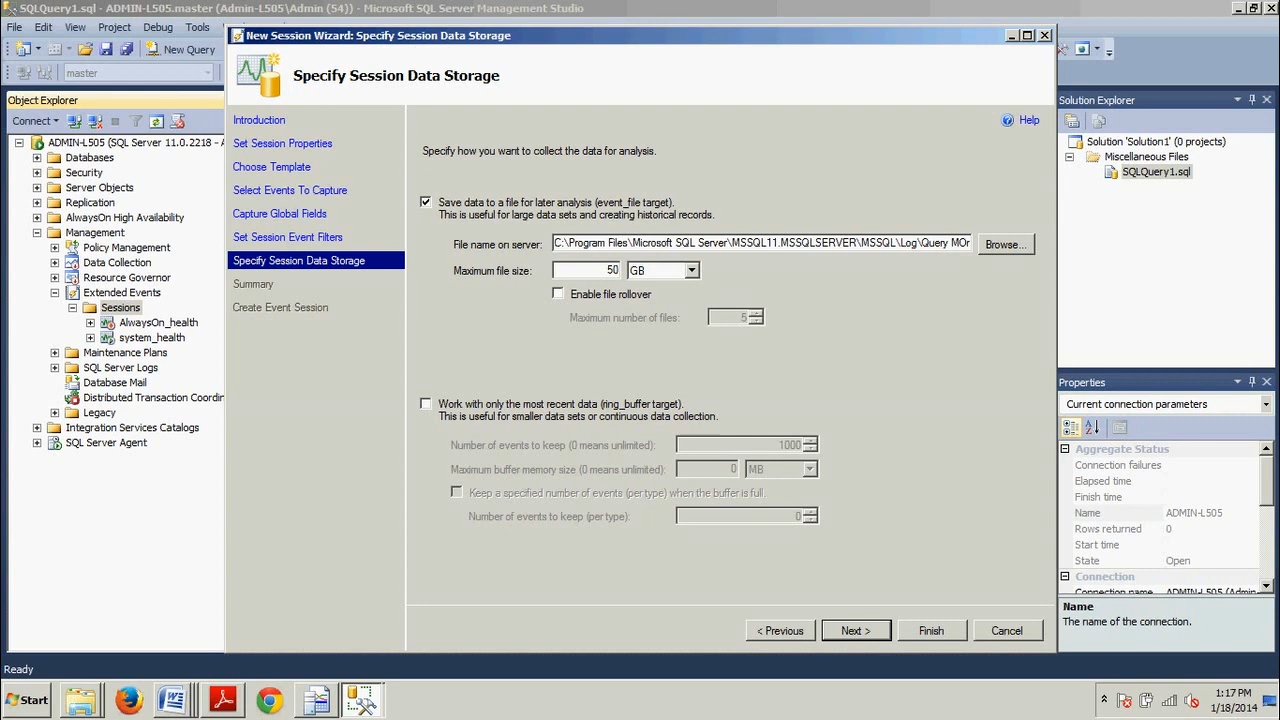 SQLQuery1.sql - ADMIN-L505.master (Admin-L505\Admin (54)) - Microsoft SQL Server Management Studio
File Edit View Project Debug Tools
New Query
master
Object Explorer
Connect
ADMIN-L505 (SQL Server 11.0.2218 - A
Databases
Security
Server Objects
Replication
AlwaysOn High Availability
Management
Policy Management
Data Collection
Resource Governor
Extended Events
Sessions
AlwaysOn_health
system_health
Maintenance Plans
SQL Server Logs
Database Mail
Distributed Transaction Coordin
Legacy
Integration Services Catalogs
SQL Server Agent
New Session Wizard: Specify Session Data Storage
Specify Session Data Storage
Introduction
Set Session Properties
Choose Template
Select Events To Capture
Capture Global Fields
Set Session Event Filters
Specify Session Data Storage
Summary
Create Event Session
Help
Specify how you want to collect the data for analysis.
Save data to a file for later analysis (event_file target).
This is useful for large data sets and creating historical records.
File name on server: C:\Program Files\Microsoft SQL Server\MSSQL11.MSSQLSERVER\MSSQL\Log\Query MOr Browse...
Maximum file size: 50 GB
Enable file rollover
Maximum number of files: 5
Work with only the most recent data (ring_buffer target).
This is useful for smaller data sets or continuous data collection.
Number of events to keep (0 means unlimited): 1000
Maximum buffer memory size (0 means unlimited): 0 MB
Keep a specified number of events (per type) when the buffer is full.
Number of events to keep (per type): 0
< Previous Next > Finish Cancel
Solution Explorer
Solution 'Solution1' (0 projects)
Miscellaneous Files
SQLQuery1.sql
Properties
Current connection parameters
Aggregate Status
Connection failures
Elapsed time
Finish time
Name ADMIN-L505
Rows returned 0
Start time
State Open
Connection
Connection name ADMIN-L505 (Admin
Name
The name of the connection.
Ready
Start
1:17 PM
1/18/2014